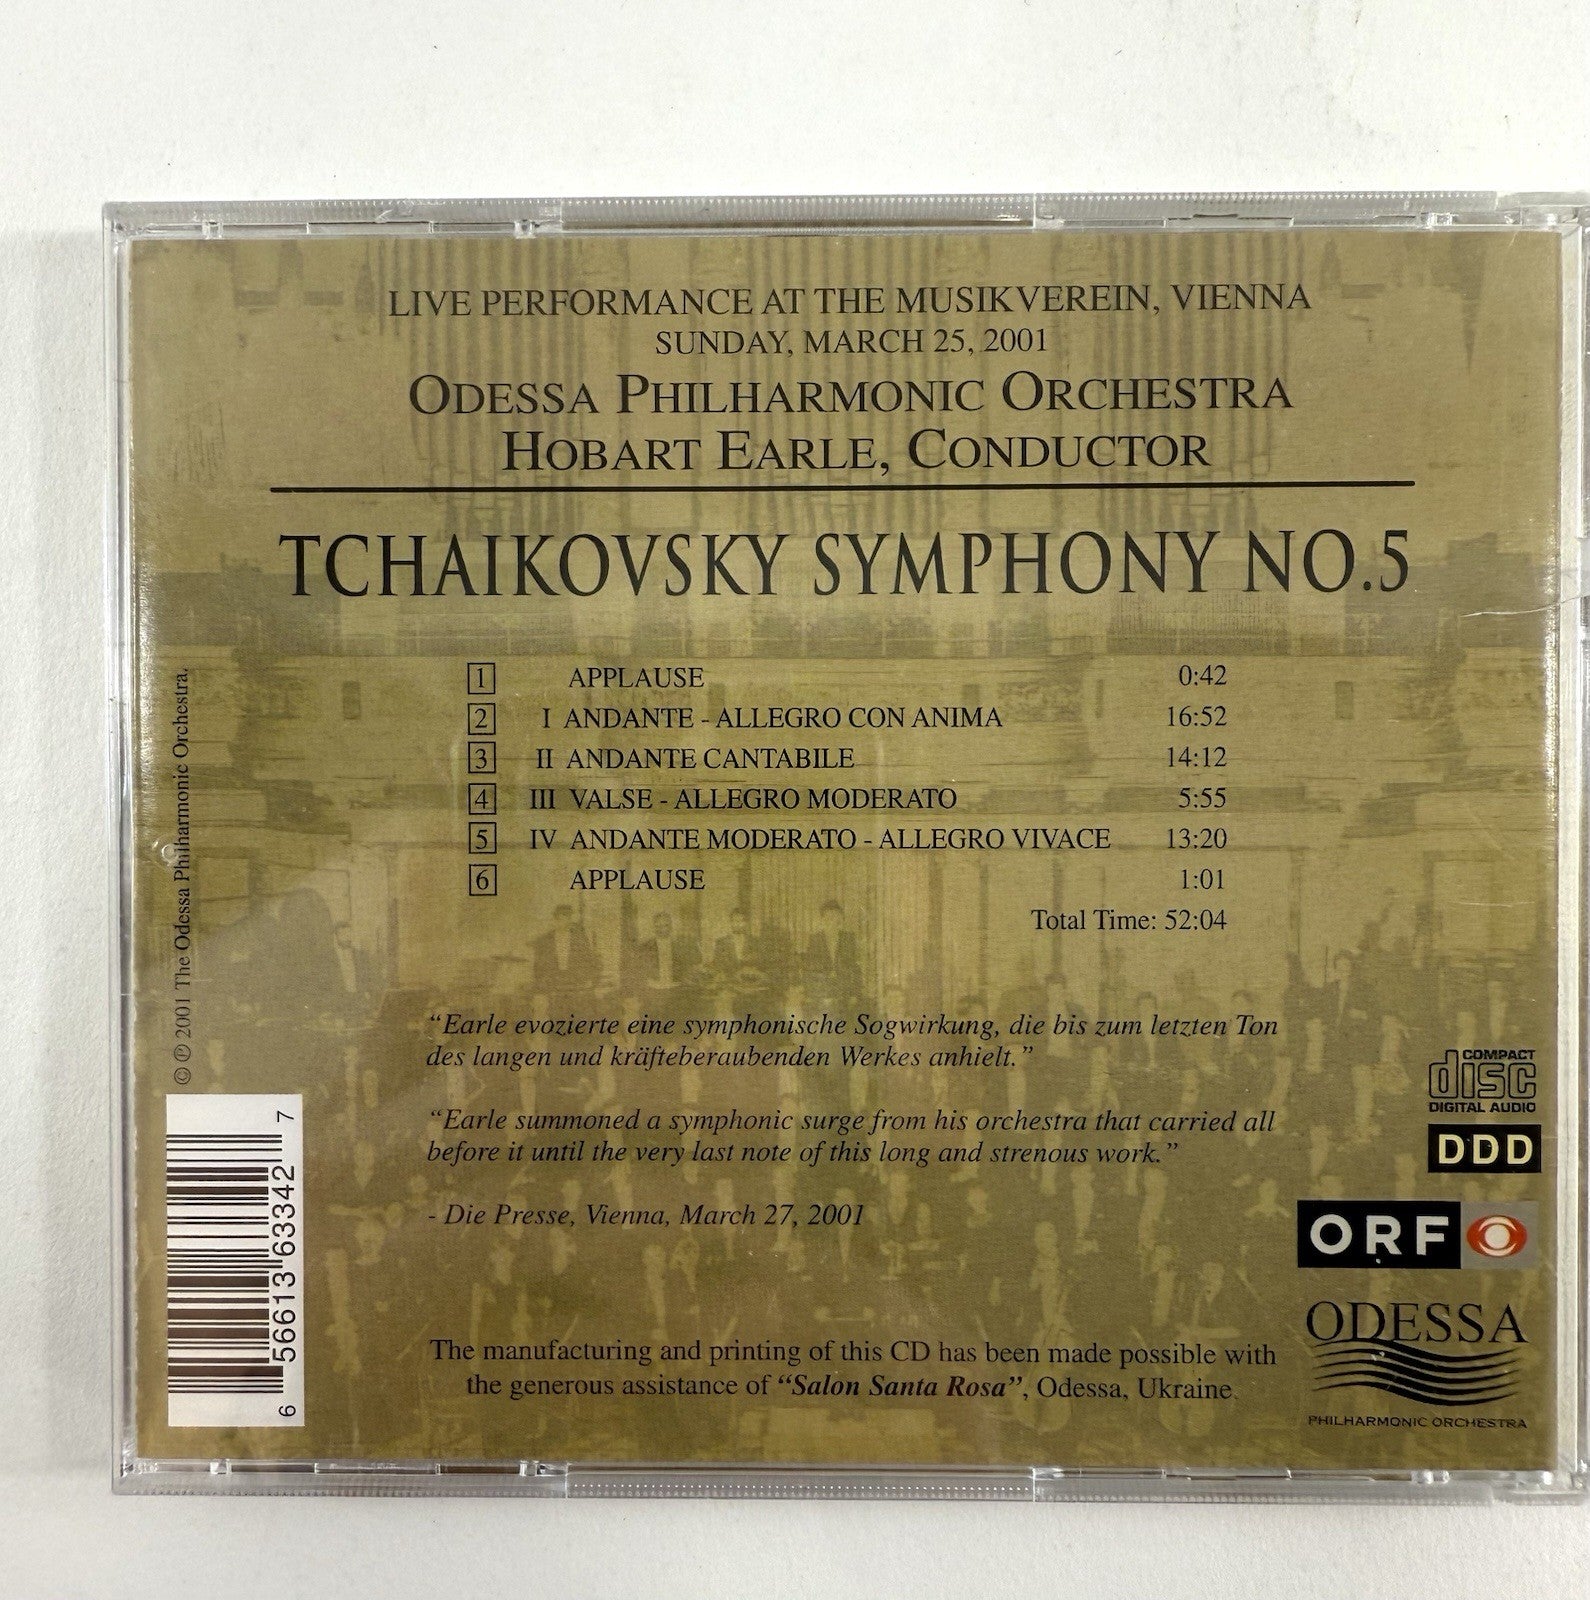 LIVE PERFORMANCE AT THE MUSIKVEREIN, VIENNA
SUNDAY, MARCH 25, 2001
ODESSA PHILHARMONIC ORCHESTRA
HOBART EARLE, CONDUCTOR
TCHAIKOVSKY SYMPHONY NO.5
1 APPLAUSE 0:42
2 I ANDANTE - ALLEGRO CON ANIMA 16:52
3 II ANDANTE CANTABILE 14:12
4 III VALSE - ALLEGRO MODERATO 5:55
5 IV ANDANTE MODERATO - ALLEGRO VIVACE 13:20
6 APPLAUSE 1:01
Total Time: 52:04
© ℗ 2001 The Odessa Philharmonic Orchestra.
"Earle evozierte eine symphonische Sogwirkung, die bis zum letzten Ton
des langen und kräfteberaubenden Werkes anhielt."
"Earle summoned a symphonic surge from his orchestra that carried all
before it until the very last note of this long and strenous work."
- Die Presse, Vienna, March 27, 2001
The manufacturing and printing of this CD has been made possible with
the generous assistance of "Salon Santa Rosa", Odessa, Ukraine.
6 56613 63342 7
COMPACT
disc
DIGITAL AUDIO
DDD
ORF
ODESSA
PHILHARMONIC ORCHESTRA